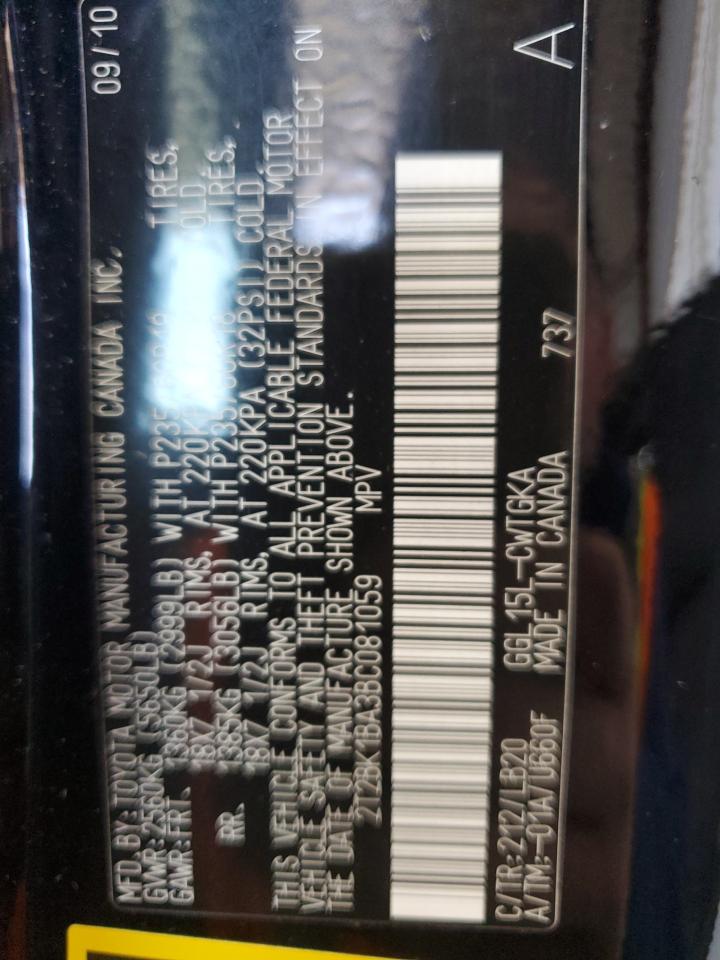 MFD.BY:TOYOTA MOTOR MANUFACTURING CANADA INC. 09/10
GVWR:2560KG (5650LB)
GAWR:FRT. 1360KG (2999LB) WITH P235 TIRES,
18X7 1/2J RIMS, AT 220KPA COLD
RR. 1385KG (3056LB) WITH P235 TIRES,
18X7 1/2J RIMS, AT 220KPA (32PSI) COLD
THIS VEHICLE CONFORMS TO ALL APPLICABLE FEDERAL MOTOR
VEHICLE SAFETY AND THEFT PREVENTION STANDARDS IN EFFECT ON
THE DATE OF MANUFACTURE SHOWN ABOVE.
2T2BK1BA3BC081059 MPV
C/TR:212/LB20 GGL15L-CWTGKA 737 A
A/TM:-01A/U660F MADE IN CANADA